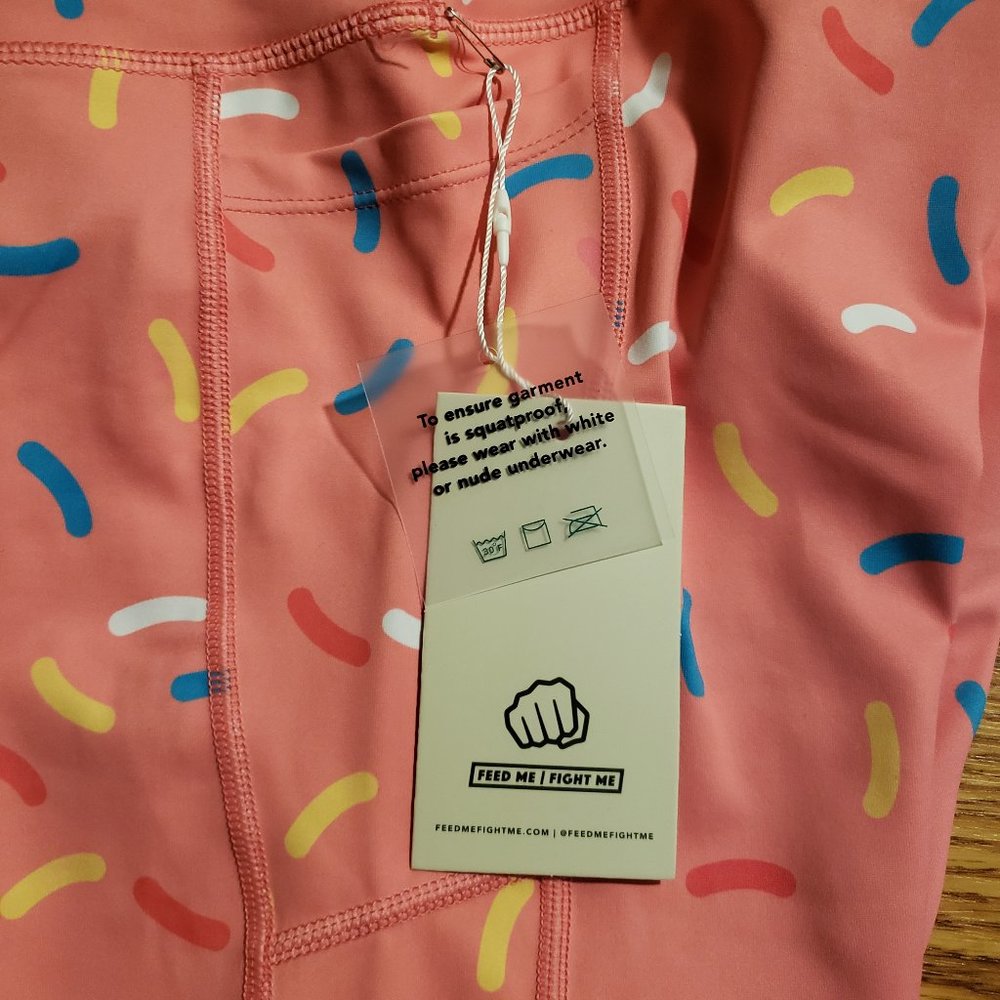 To ensure garment
is squatproof,
please wear with white
or nude underwear.
30°F
FEED ME | FIGHT ME
FEEDMEFIGHTME.COM | @FEEDMEFIGHTME